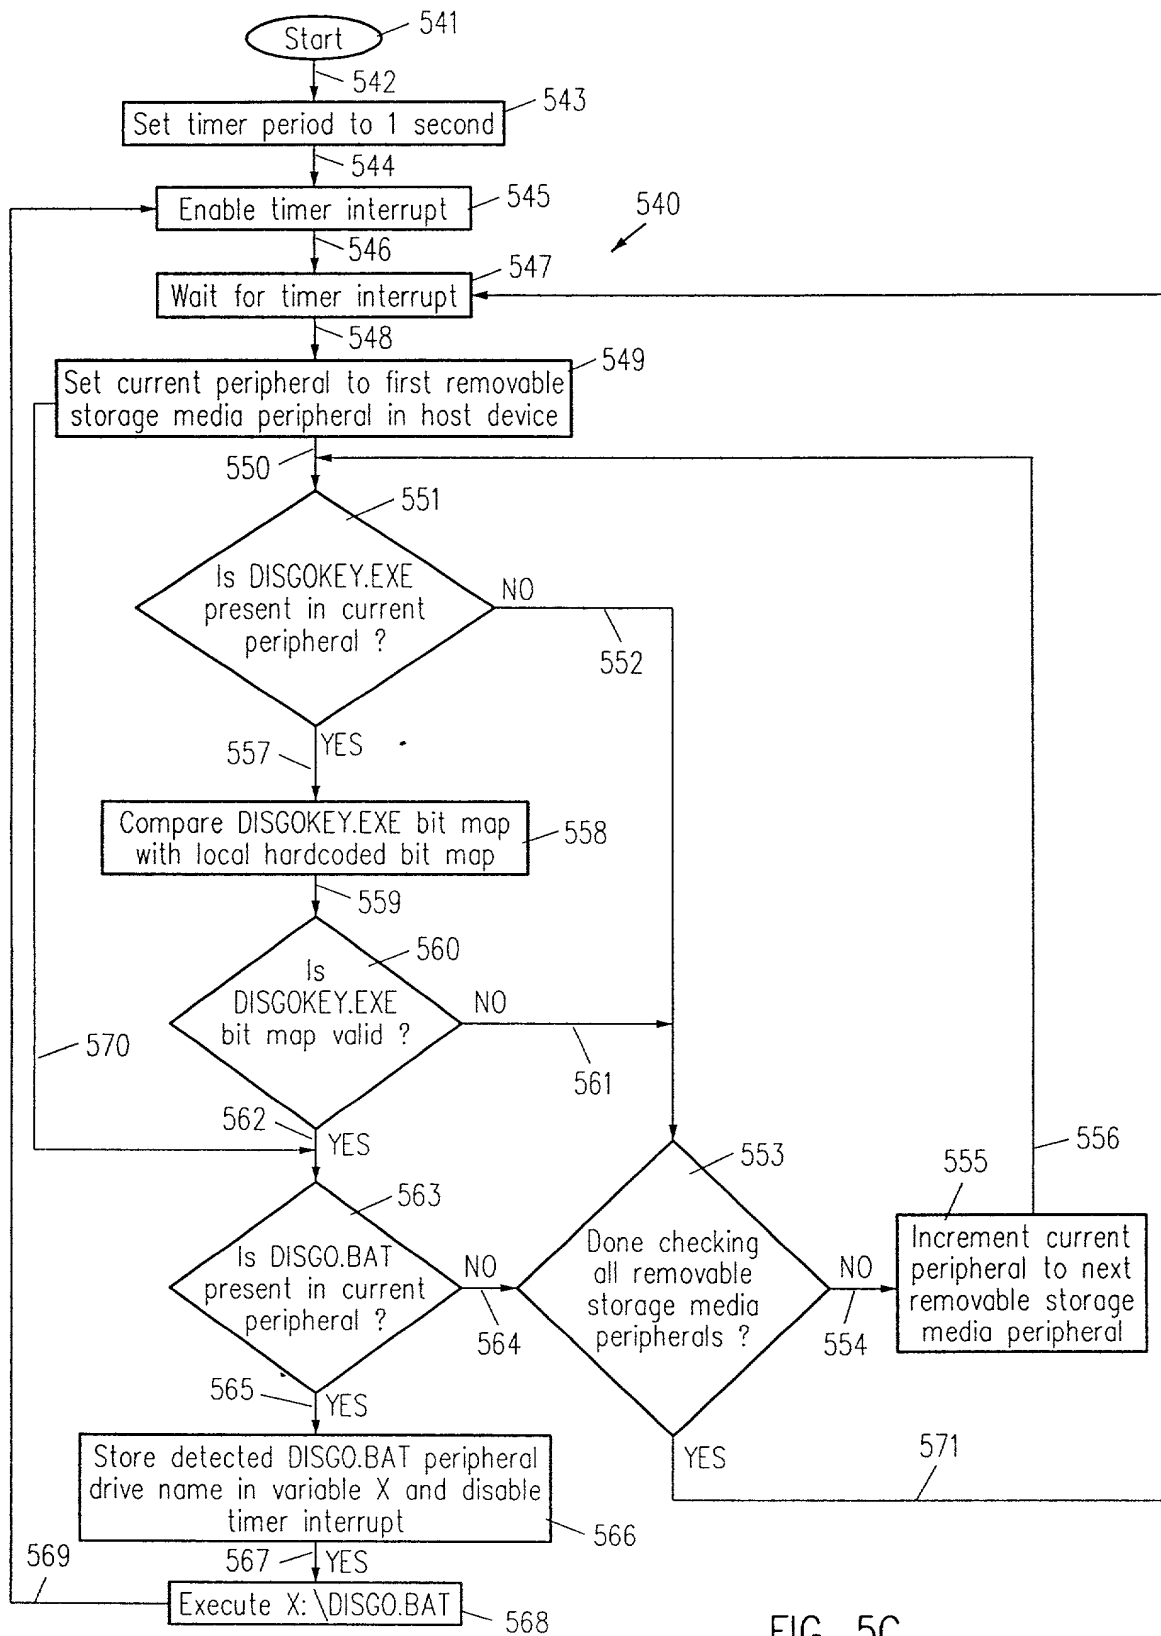 Start
541
542
Set timer period to 1 second
543
544
Enable timer interrupt
545
540
546
Wait for timer interrupt
547
548
Set current peripheral to first removable
storage media peripheral in host device
549
550
551
Is DISGOKEY.EXE
present in current
peripheral ?
NO
552
YES
557
Compare DISGOKEY.EXE bit map
with local hardcoded bit map
558
559
560
Is
DISGOKEY.EXE
bit map valid ?
NO
561
570
562
YES
553
556
555
563
Is DISGO.BAT
present in current
peripheral ?
NO
564
Done checking
all removable
storage media
peripherals ?
NO
554
Increment current
peripheral to next
removable storage
media peripheral
565
YES
YES
571
Store detected DISGO.BAT peripheral
drive name in variable X and disable
timer interrupt
566
567
YES
569
Execute X: \DISGO.BAT
568
FIG. 5C